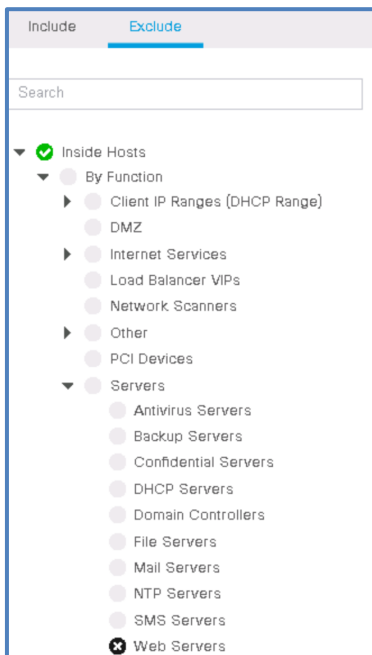 Include Exclude
Search
Inside Hosts
By Function
Client IP Ranges (DHCP Range)
DMZ
Internet Services
Load Balancer VIPs
Network Scanners
Other
PCI Devices
Servers
Antivirus Servers
Backup Servers
Confidential Servers
DHCP Servers
Domain Controllers
File Servers
Mail Servers
NTP Servers
SMS Servers
Web Servers